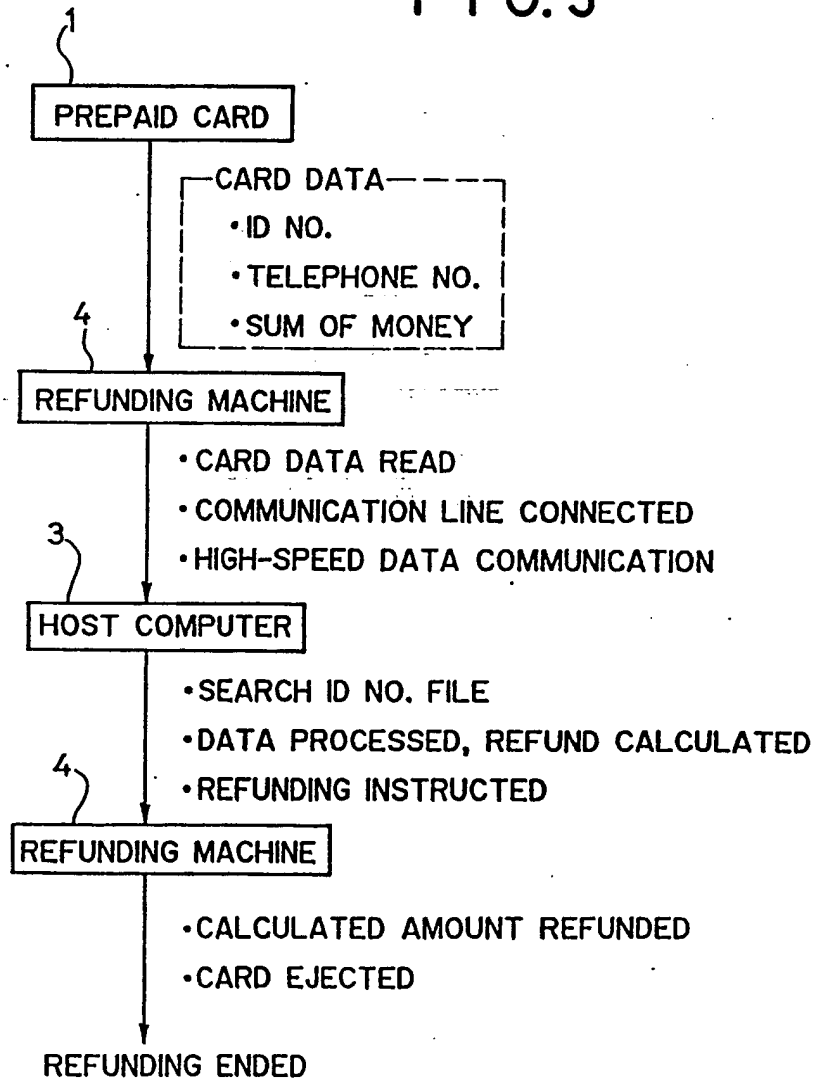 FIG. 5
1
PREPAID CARD
CARD DATA
•ID NO.
•TELEPHONE NO.
•SUM OF MONEY
4
REFUNDING MACHINE
•CARD DATA READ
•COMMUNICATION LINE CONNECTED
•HIGH-SPEED DATA COMMUNICATION
3
HOST COMPUTER
•SEARCH ID NO. FILE
•DATA PROCESSED, REFUND CALCULATED
•REFUNDING INSTRUCTED
4
REFUNDING MACHINE
•CALCULATED AMOUNT REFUNDED
•CARD EJECTED
REFUNDING ENDED